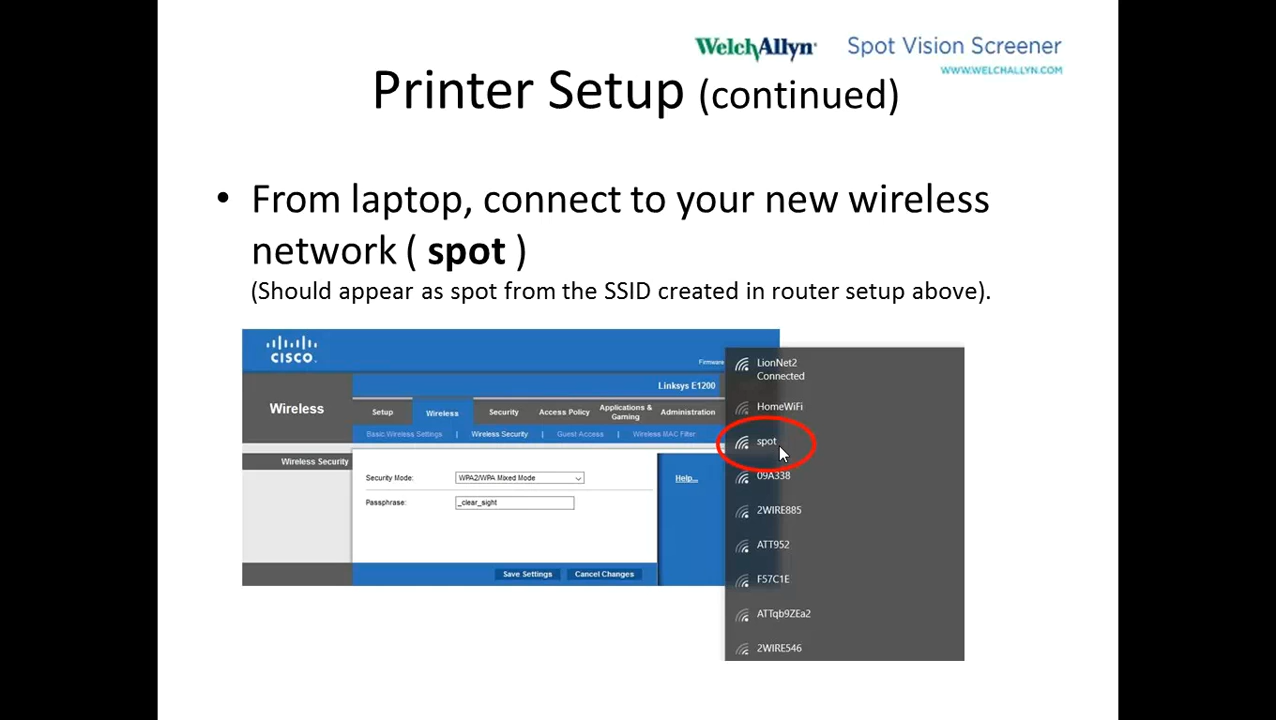 WelchAllyn® Spot Vision Screener
WWW.WELCHALLYN.COM
Printer Setup (continued)
• From laptop, connect to your new wireless
network ( spot )
(Should appear as spot from the SSID created in router setup above).
CISCO.
Firmware
Linksys E1200
Wireless
Setup Wireless Security Access Policy Applications & Gaming Administration
Basic Wireless Settings | Wireless Security | Guest Access | Wireless MAC Filter
Wireless Security
Security Mode: WPA2/WPA Mixed Mode
Help...
Passphrase: _clear_sight
Save Settings Cancel Changes
LionNet2
Connected
HomeWiFi
spot
09A338
2WIRE885
ATT952
F57C1E
ATTqb9ZEa2
2WIRE546